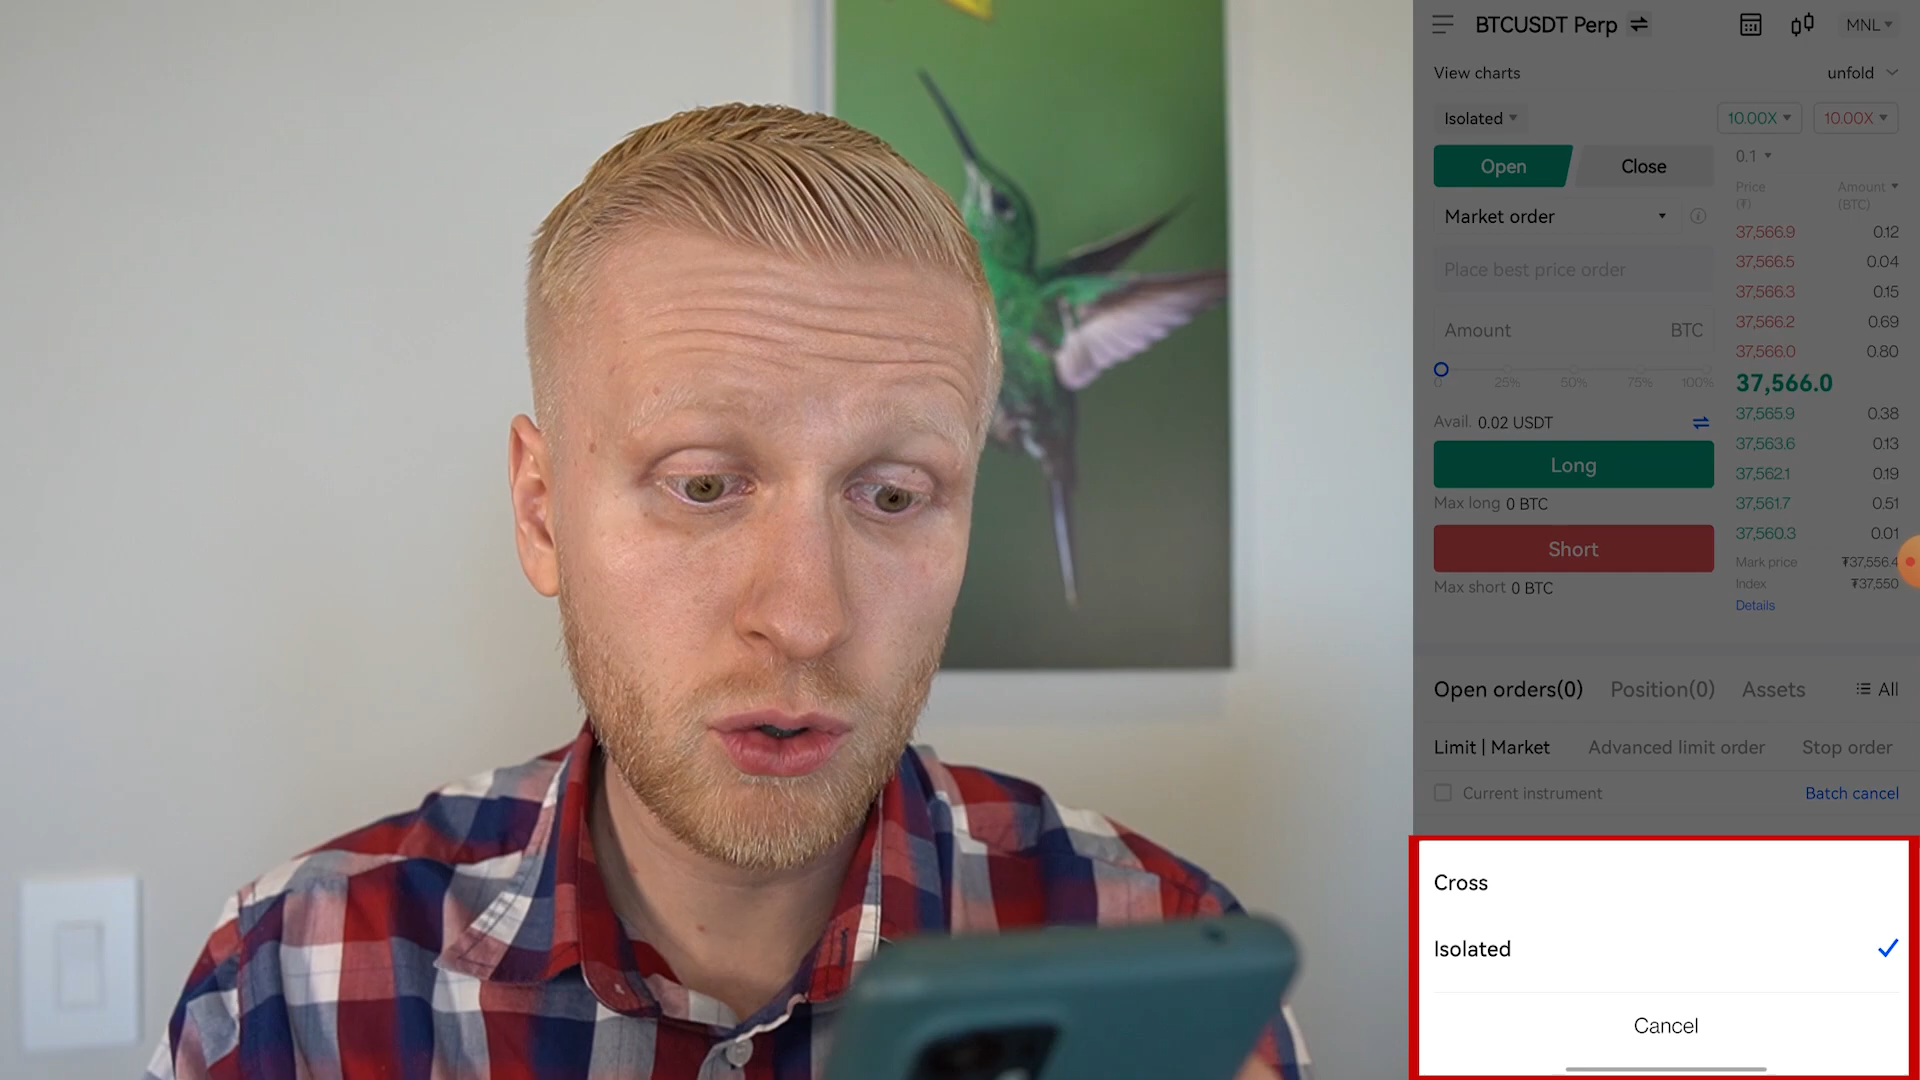 BTCUSDT Perp
MNL
View charts
unfold
Isolated
10.00X
10.00X
Open
Close
0.1
Price
(₮)
Amount
(BTC)
Market order
37,566.9 0.12
Place best price order
37,566.5 0.04
37,566.3 0.15
Amount
BTC
37,566.2 0.69
37,566.0 0.80
0 25% 50% 75% 100%
37,566.0
Avail. 0.02 USDT
37,565.9 0.38
37,563.6 0.13
Long
37,562.1 0.19
Max long 0 BTC
37,561.7 0.51
37,560.3 0.01
Short
Mark price ₮37,556.4
Index ₮37,550
Max short 0 BTC
Details
Open orders(0) Position(0) Assets
All
Limit | Market Advanced limit order Stop order
Current instrument
Batch cancel
Cross
Isolated
Cancel